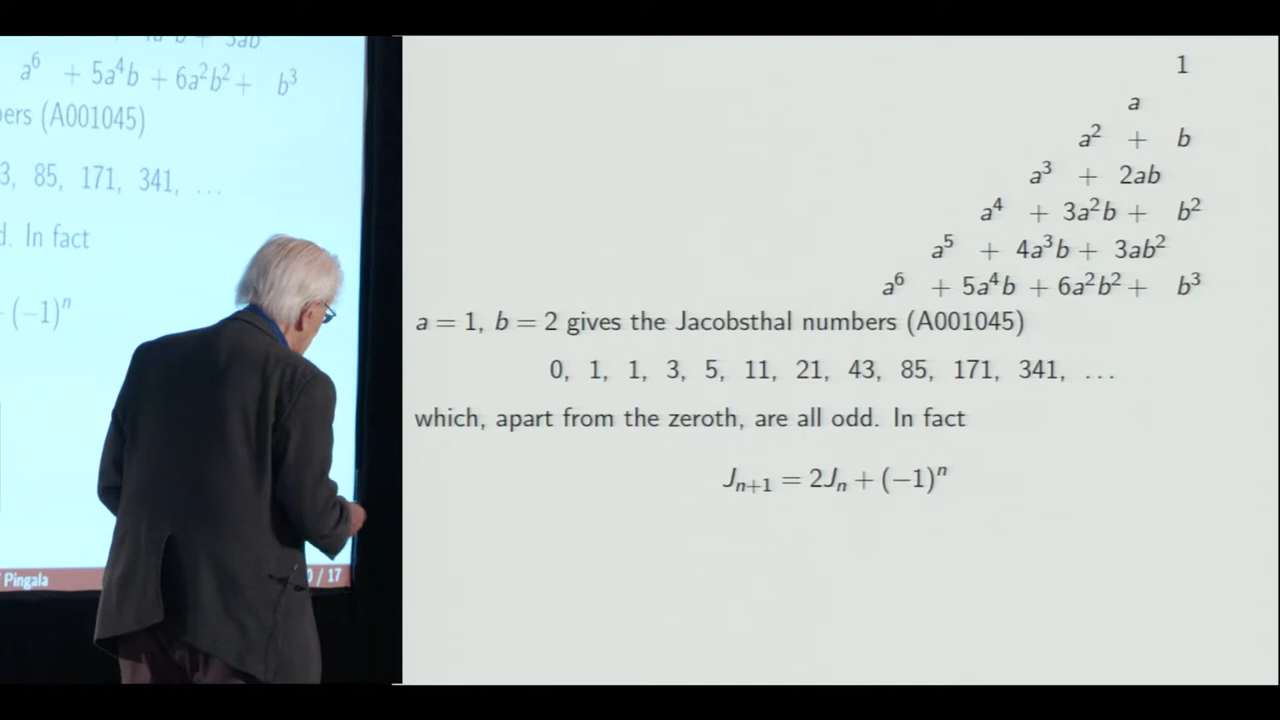 4a³b + 3ab²
a⁶ + 5a⁴b + 6a²b² + b³
(A001045)
85, 171, 341, …
In fact
(−1)ⁿ
Pingala
/ 17
1
a
a² + b
a³ + 2ab
a⁴ + 3a²b + b²
a⁵ + 4a³b + 3ab²
a⁶ + 5a⁴b + 6a²b² + b³
a = 1, b = 2 gives the Jacobsthal numbers (A001045)
0, 1, 1, 3, 5, 11, 21, 43, 85, 171, 341, …
which, apart from the zeroth, are all odd. In fact
Jₙ₊₁ = 2Jₙ + (−1)ⁿ